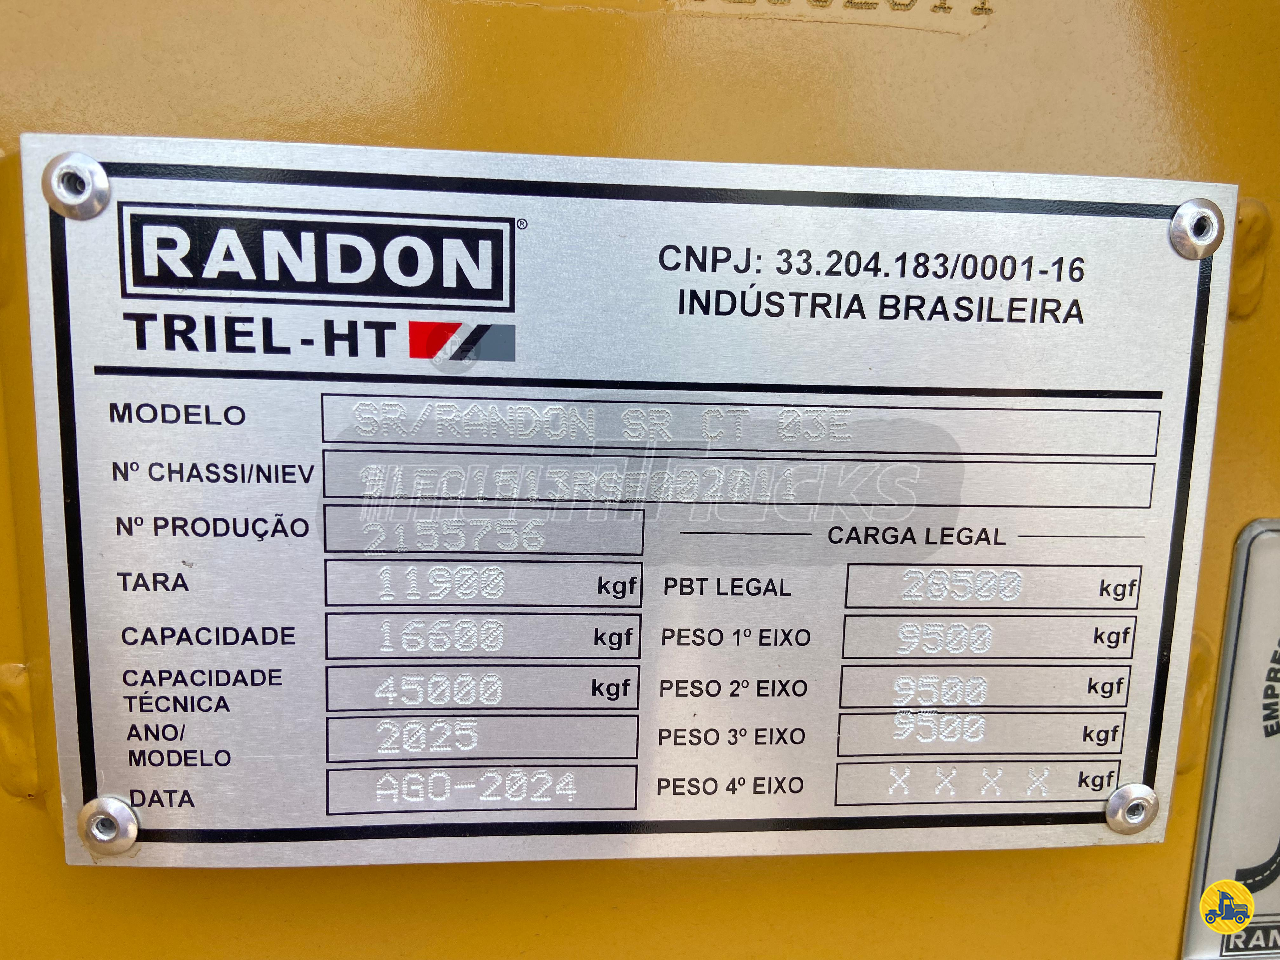 RANDON®
TRIEL-HT
CNPJ: 33.204.183/0001-16
INDÚSTRIA BRASILEIRA
MODELO SR/RANDON SR CT 03E
Nº CHASSI/NIEV
Nº PRODUÇÃO 2155756
CARGA LEGAL
TARA 11900 kgf
PBT LEGAL 28500 kgf
CAPACIDADE 16600 kgf
PESO 1º EIXO 9500 kgf
CAPACIDADE
TÉCNICA 45000 kgf
PESO 2º EIXO 9500 kgf
ANO/
MODELO 2025
PESO 3º EIXO 9500 kgf
DATA AGO-2024
PESO 4º EIXO X X X X kgf